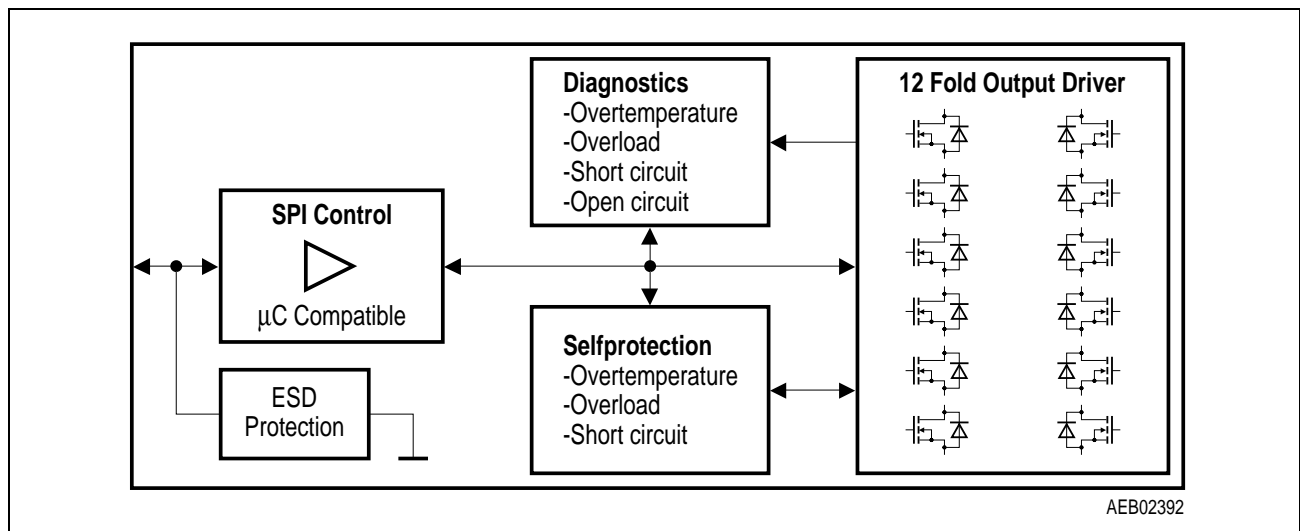 Diagnostics
-Overtemperature
-Overload
-Short circuit
-Open circuit
12 Fold Output Driver
SPI Control
μC Compatible
ESD
Protection
Selfprotection
-Overtemperature
-Overload
-Short circuit
AEB02392